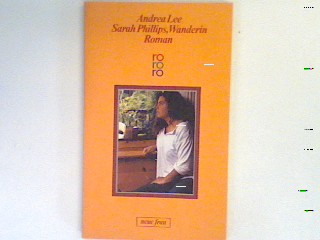 Andrea Lee
Sarah Phillips, Wanderin
Roman
ro
ro
ro
neue frau